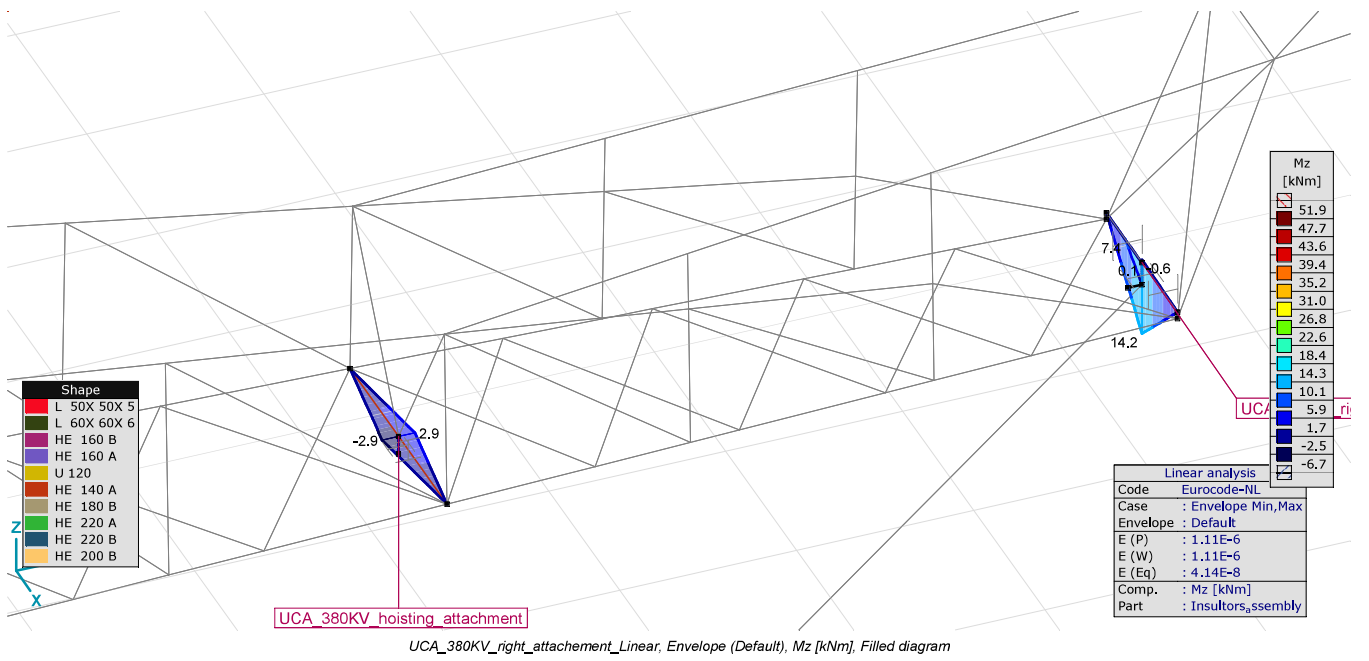 Mz
[kNm]
51.9
47.7
43.6
39.4
35.2
31.0
26.8
22.6
18.4
14.3
10.1
5.9
1.7
-2.5
-6.7
7.4
0.1
-0.6
14.2
UCA
ri
-2.9
2.9
Shape
L 50X 50X 5
L 60X 60X 6
HE 160 B
HE 160 A
U 120
HE 140 A
HE 180 B
HE 220 A
HE 220 B
HE 200 B
Z
X
Linear analysis
Code Eurocode-NL
Case : Envelope Min,Max
Envelope : Default
E (P) : 1.11E-6
E (W) : 1.11E-6
E (Eq) : 4.14E-8
Comp. : Mz [kNm]
Part : Insultors_assembly
UCA_380KV_hoisting_attachment
UCA_380KV_right_attachement_Linear, Envelope (Default), Mz [kNm], Filled diagram